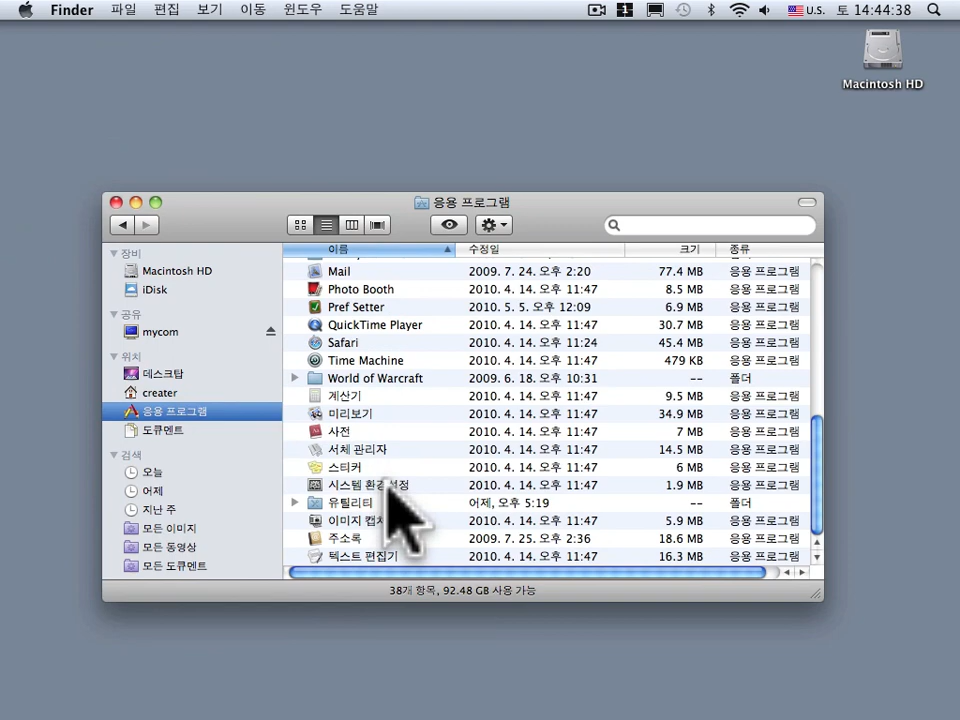 Finder 파일 편집 보기 이동 윈도우 도움말 1 U.S. 토 14:44:38
Macintosh HD
응용 프로그램
이름 수정일 크기 종류
장비
Macintosh HD
iDisk
공유
mycom
위치
데스크탑
creater
응용 프로그램
도큐멘트
검색
오늘
어제
지난 주
모든 이미지
모든 동영상
모든 도큐멘트
Mail 2009. 7. 24. 오후 2:20 77.4 MB 응용 프로그램
Photo Booth 2010. 4. 14. 오후 11:47 8.5 MB 응용 프로그램
Pref Setter 2010. 5. 5. 오후 12:09 6.9 MB 응용 프로그램
QuickTime Player 2010. 4. 14. 오후 11:47 30.7 MB 응용 프로그램
Safari 2010. 4. 14. 오후 11:24 45.4 MB 응용 프로그램
Time Machine 2010. 4. 14. 오후 11:47 479 KB 응용 프로그램
World of Warcraft 2009. 6. 18. 오후 10:31 -- 폴더
계산기 2010. 4. 14. 오후 11:47 9.5 MB 응용 프로그램
미리보기 2010. 4. 14. 오후 11:47 34.9 MB 응용 프로그램
사전 2010. 4. 14. 오후 11:47 7 MB 응용 프로그램
서체 관리자 2010. 4. 14. 오후 11:47 14.5 MB 응용 프로그램
스티커 2010. 4. 14. 오후 11:47 6 MB 응용 프로그램
시스템 환경설정 2010. 4. 14. 오후 11:47 1.9 MB 응용 프로그램
유틸리티 어제, 오후 5:19 -- 폴더
이미지 캡처 2010. 4. 14. 오후 11:47 5.9 MB 응용 프로그램
주소록 2009. 7. 25. 오후 2:36 18.6 MB 응용 프로그램
텍스트 편집기 2010. 4. 14. 오후 11:47 16.3 MB 응용 프로그램
38개 항목, 92.48 GB 사용 가능